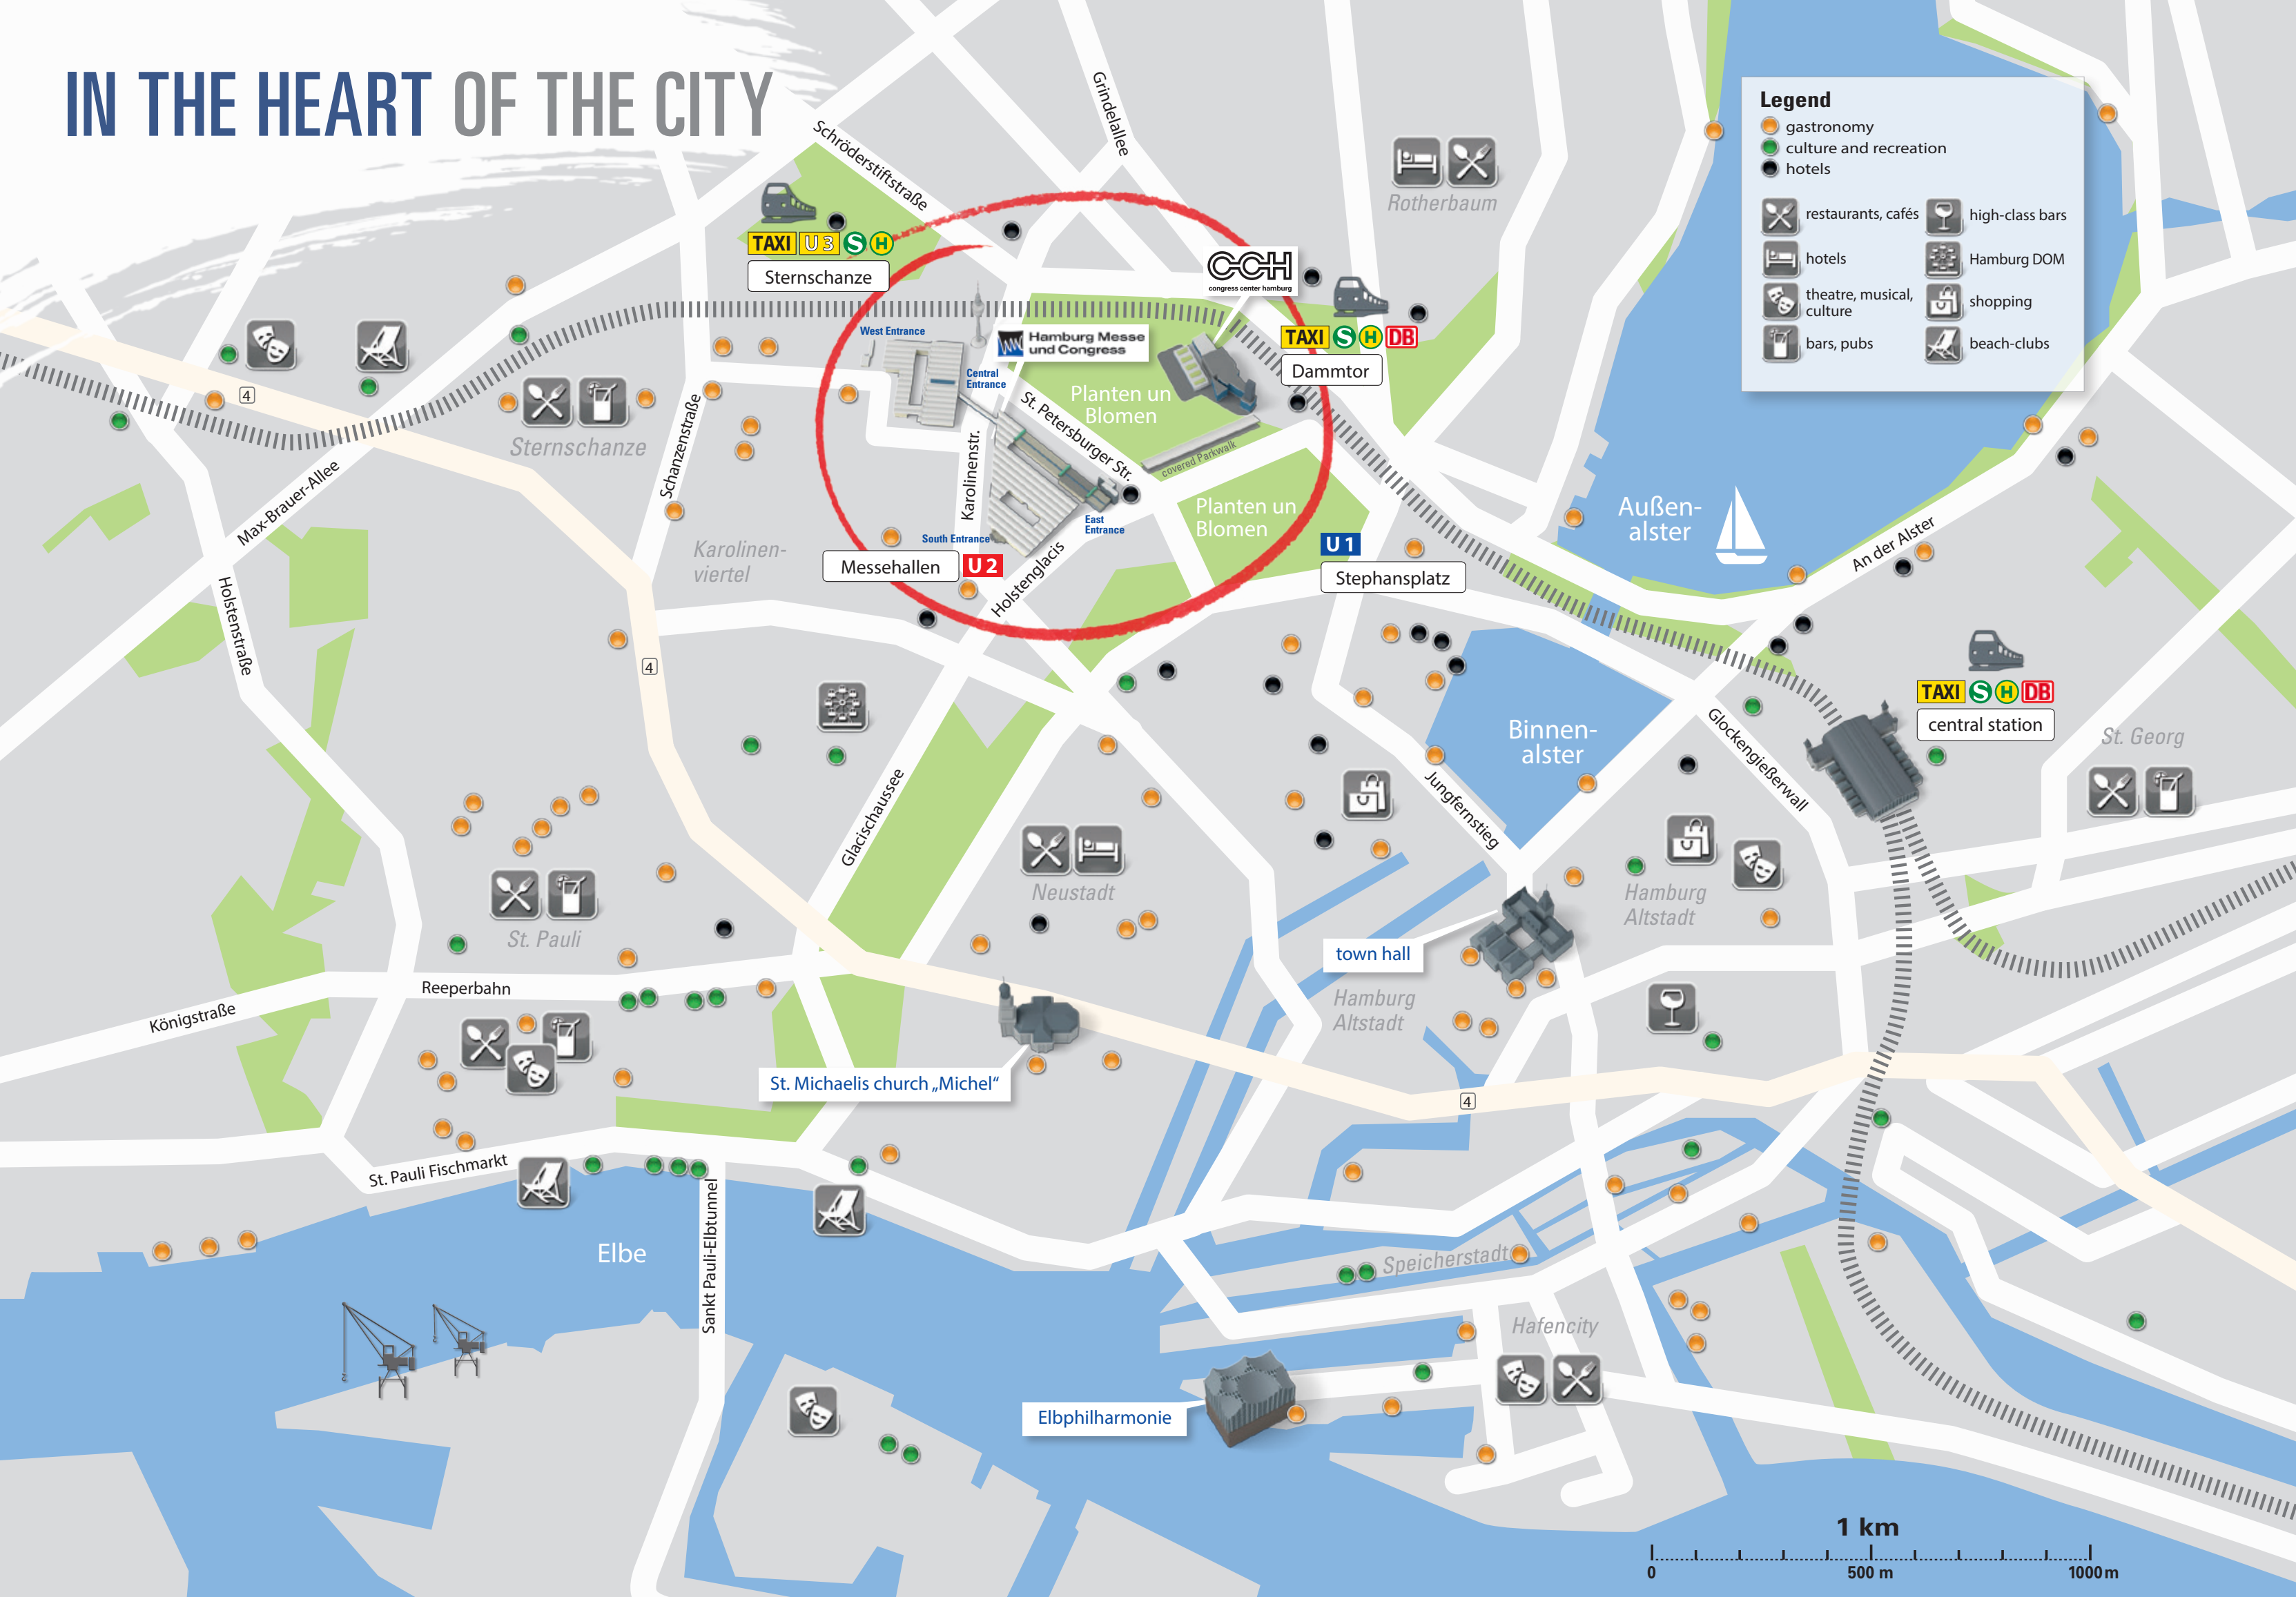 IN THE HEART OF THE CITY
Legend
gastronomy
culture and recreation
hotels
restaurants, cafés
high-class bars
hotels
Hamburg DOM
theatre, musical,
culture
shopping
bars, pubs
beach-clubs
Schröderstiftstraße
Grindelallee
Rotherbaum
TAXI U3 S H
Sternschanze
CCH
congress center hamburg
West Entrance
Hamburg Messe
und Congress
TAXI S H DB
Dammtor
Central
Entrance
Planten un
Blomen
St. Petersburger Str.
covered Parkwalk
4
Sternschanze
Schanzenstraße
Karolinenstr.
Max-Brauer-Allee
Planten un
Blomen
East
Entrance
South Entrance
Außen-
alster
An der Alster
Karolinen-
viertel
Messehallen
U2
Holstenglacis
U1
Stephansplatz
Holstenstraße
4
TAXI S H DB
central station
St. Georg
Binnen-
alster
Glockengießerwall
Jungfernstieg
Glacischaussee
Neustadt
Hamburg
Altstadt
St. Pauli
town hall
Reeperbahn
Königstraße
Hamburg
Altstadt
St. Michaelis church „Michel“
4
St. Pauli Fischmarkt
Sankt Pauli-Elbtunnel
Elbe
Speicherstadt
Hafencity
Elbphilharmonie
1 km
0
500 m
1000 m